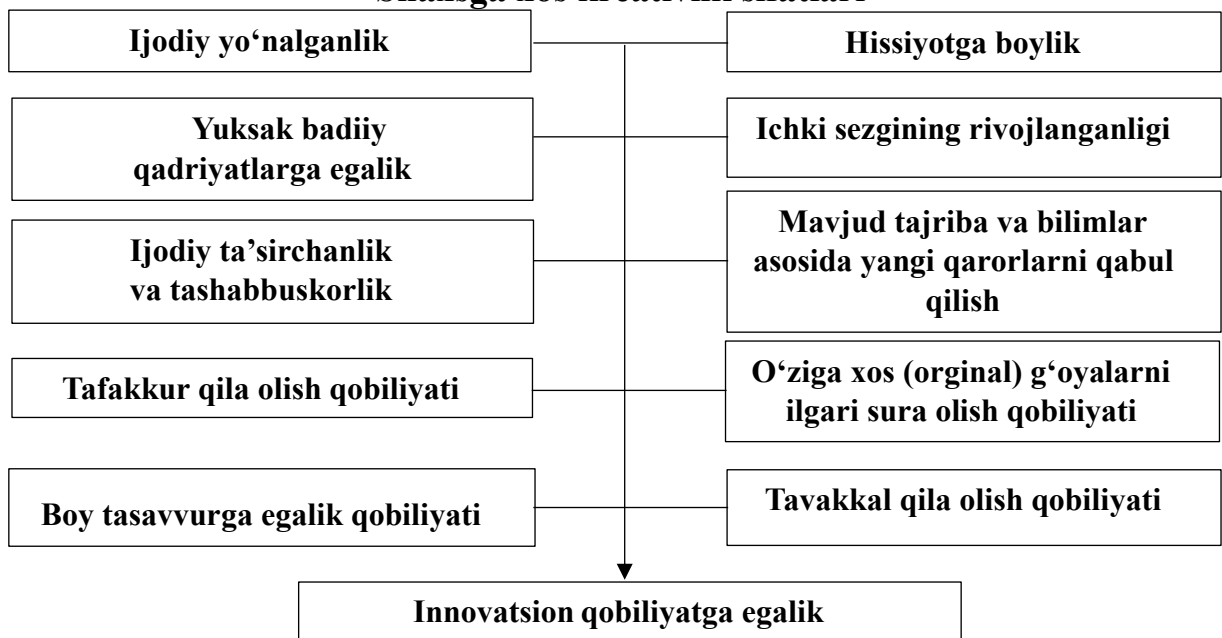 Ijodiy yo‘nalganlik
Hissiyotga boylik
Yuksak badiiy
qadriyatlarga egalik
Ichki sezgining rivojlanganligi
Ijodiy ta’sirchanlik
va tashabbuskorlik
Mavjud tajriba va bilimlar
asosida yangi qarorlarni qabul
qilish
Tafakkur qila olish qobiliyati
O‘ziga xos (orginal) g‘oyalarni
ilgari sura olish qobiliyati
Boy tasavvurga egalik qobiliyati
Tavakkal qila olish qobiliyati
Innovatsion qobiliyatga egalik